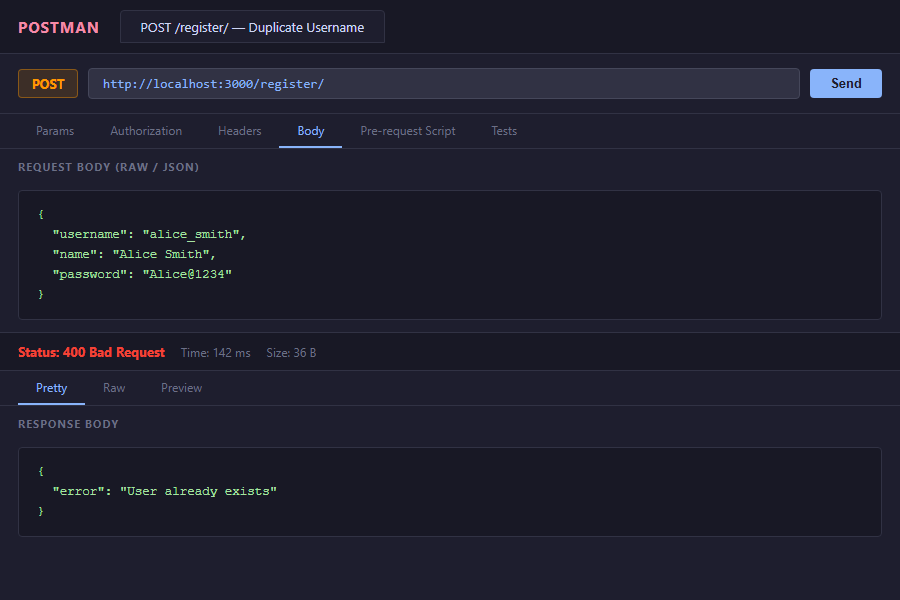 POSTMAN
POST /register/ — Duplicate Username
POST
http://localhost:3000/register/
Send
Params Authorization Headers Body Pre-request Script Tests
REQUEST BODY (RAW / JSON)
{
"username": "alice_smith",
"name": "Alice Smith",
"password": "Alice@1234"
}
Status: 400 Bad Request Time: 142 ms Size: 36 B
Pretty Raw Preview
RESPONSE BODY
{
"error": "User already exists"
}